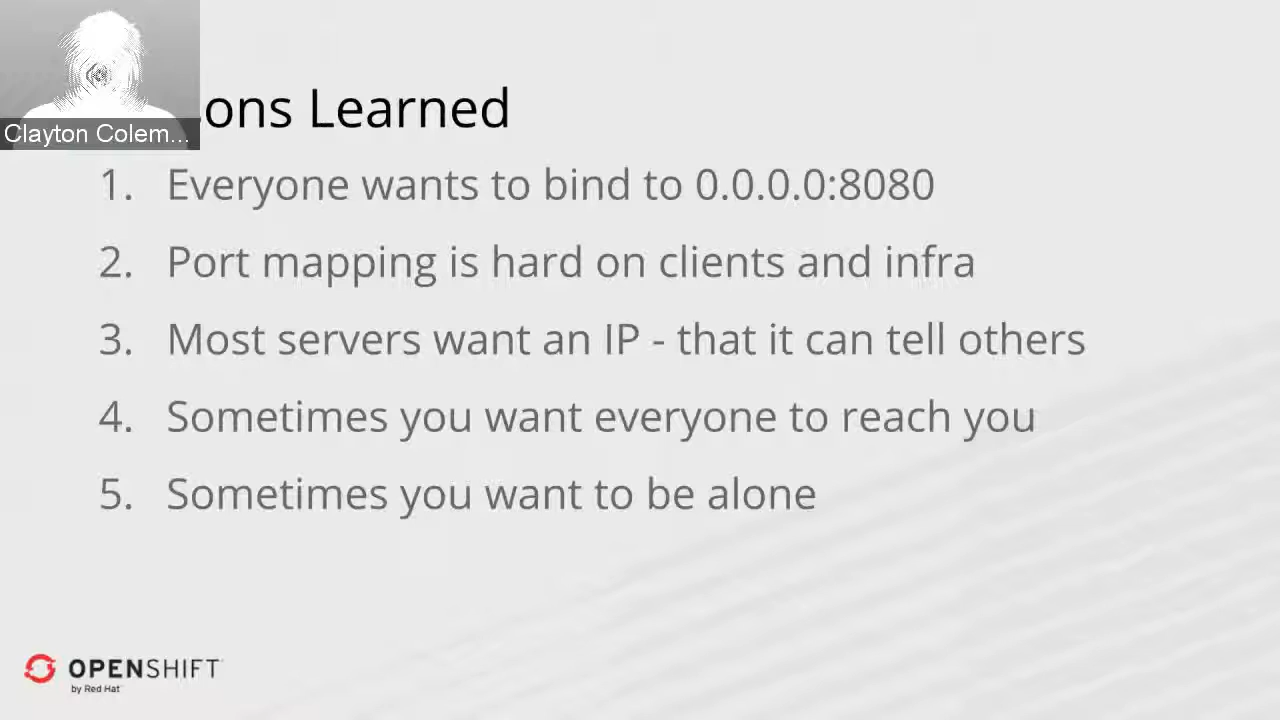 Clayton Colem...
ons Learned
1. Everyone wants to bind to 0.0.0.0:8080
2. Port mapping is hard on clients and infra
3. Most servers want an IP - that it can tell others
4. Sometimes you want everyone to reach you
5. Sometimes you want to be alone
OPENSHIFT
by Red Hat